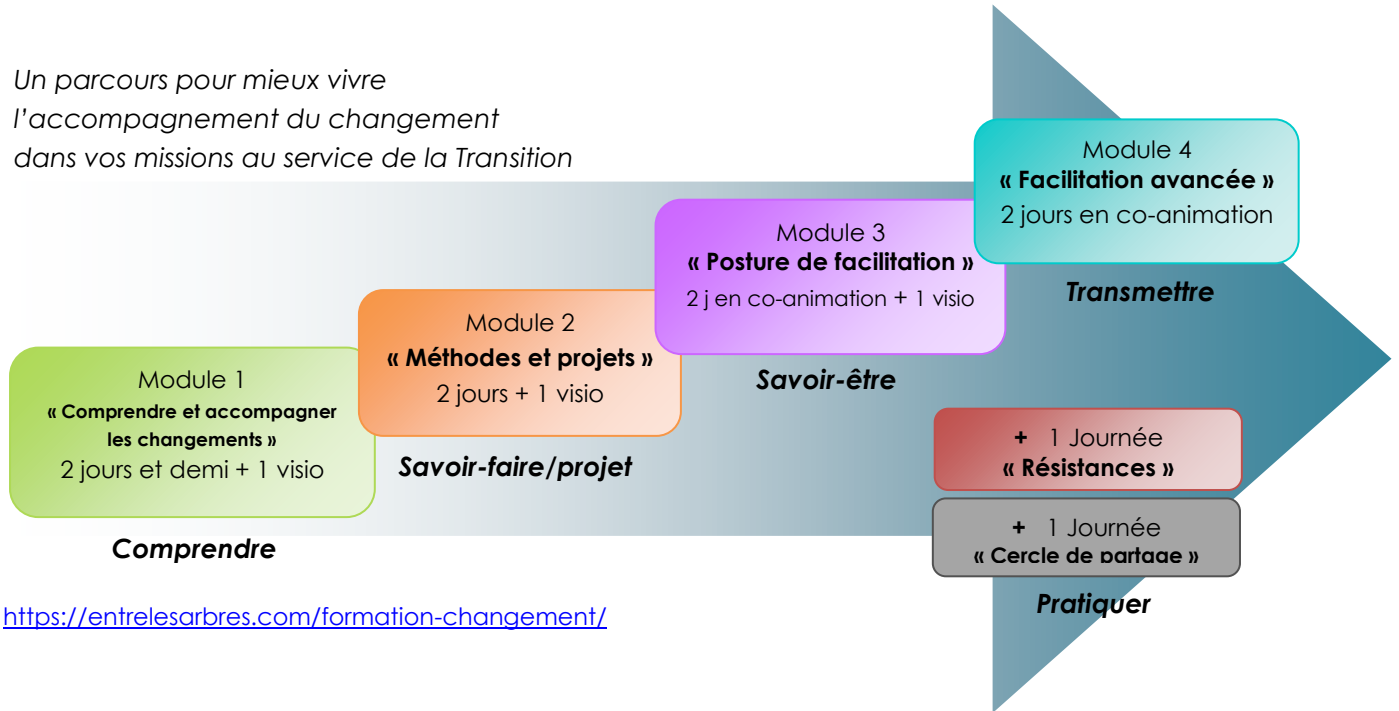 Un parcours pour mieux vivre
l’accompagnement du changement
dans vos missions au service de la Transition
Module 1
« Comprendre et accompagner
les changements »
2 jours et demi + 1 visio
Comprendre
Module 2
« Méthodes et projets »
2 jours + 1 visio
Savoir-faire/projet
Module 3
« Posture de facilitation »
2 j en co-animation + 1 visio
Savoir-être
Module 4
« Facilitation avancée »
2 jours en co-animation
Transmettre
+ 1 Journée
« Résistances »
+ 1 Journée
« Cercle de partage »
Pratiquer
https://entrelesarbres.com/formation-changement/